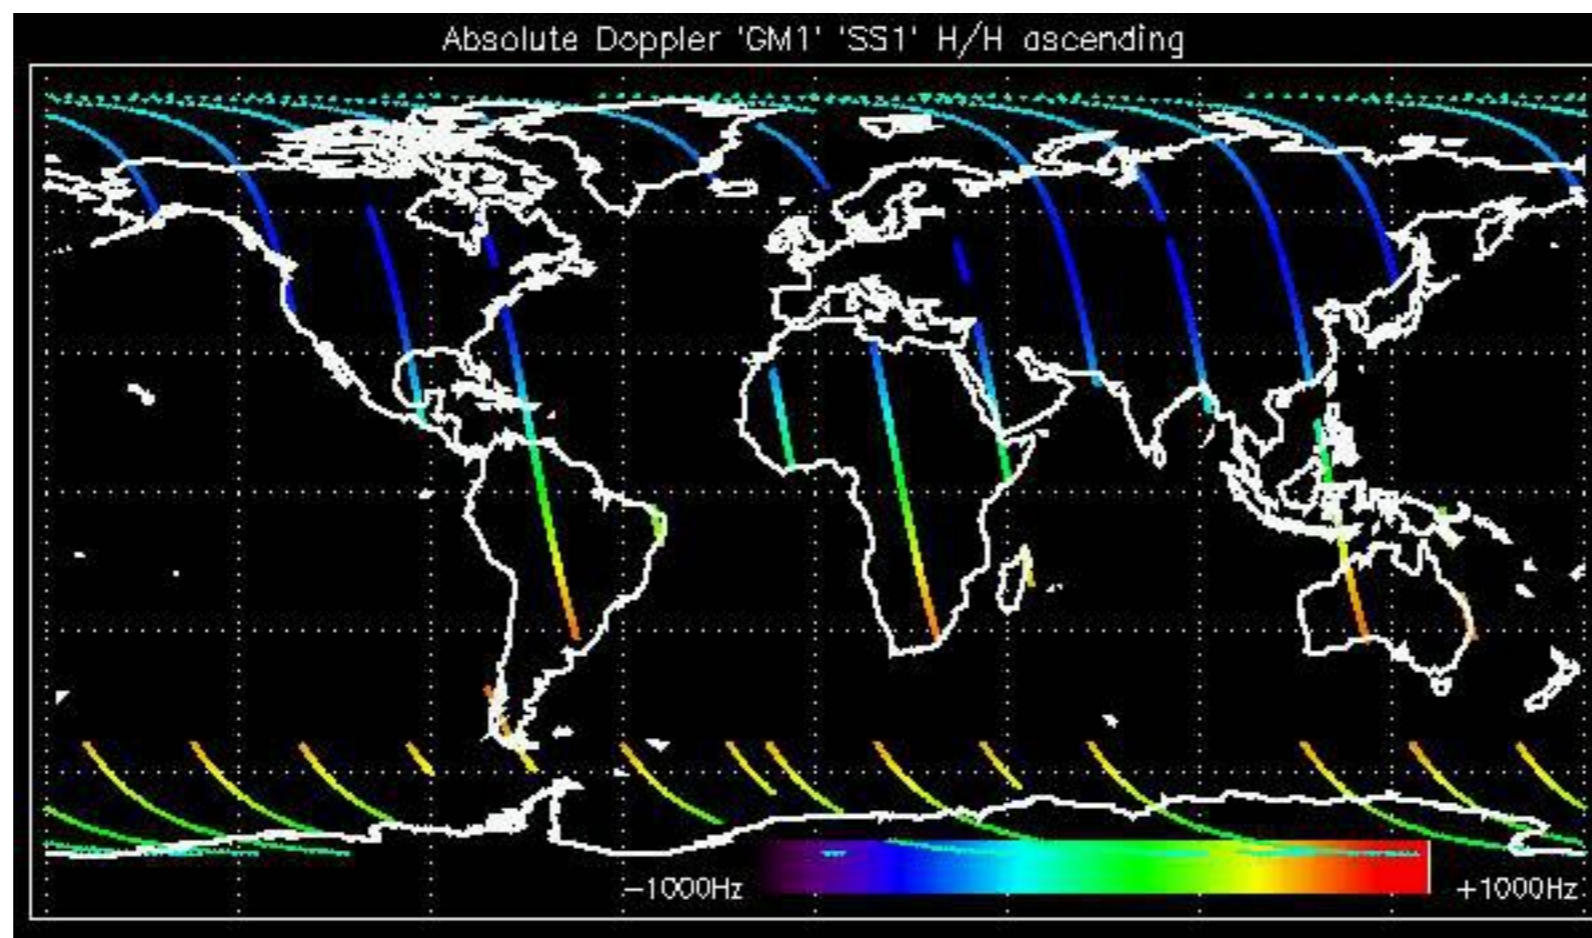 Absolute Doppler 'GM1' 'SS1' H/H ascending
−1000Hz
+1000Hz